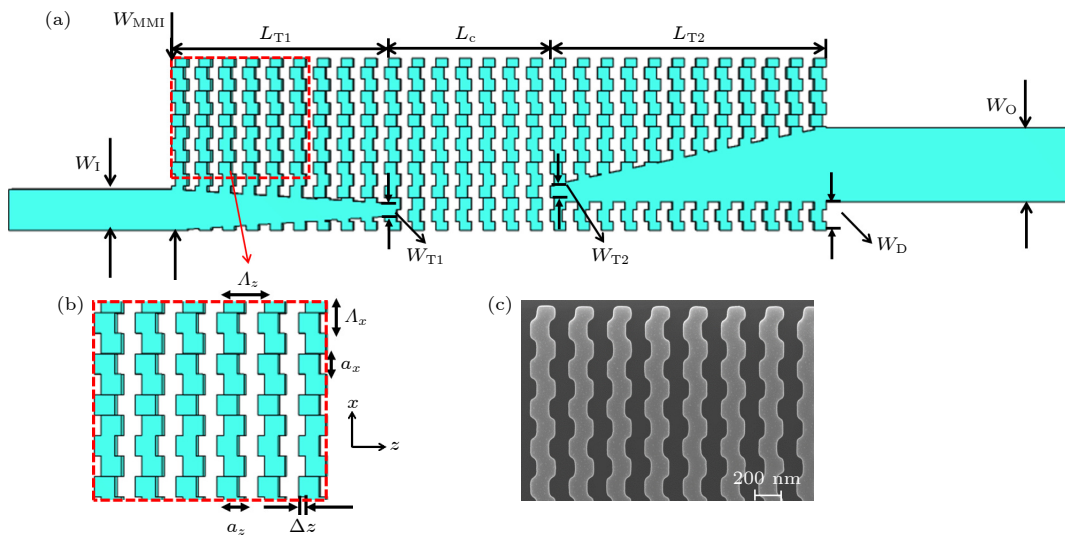 (a)
W_MMI
L_T1
L_c
L_T2
W_O
W_I
W_T1
W_T2
W_D
(b)
Λ_z
Λ_x
a_x
x
z
a_z
Δz
(c)
200 nm